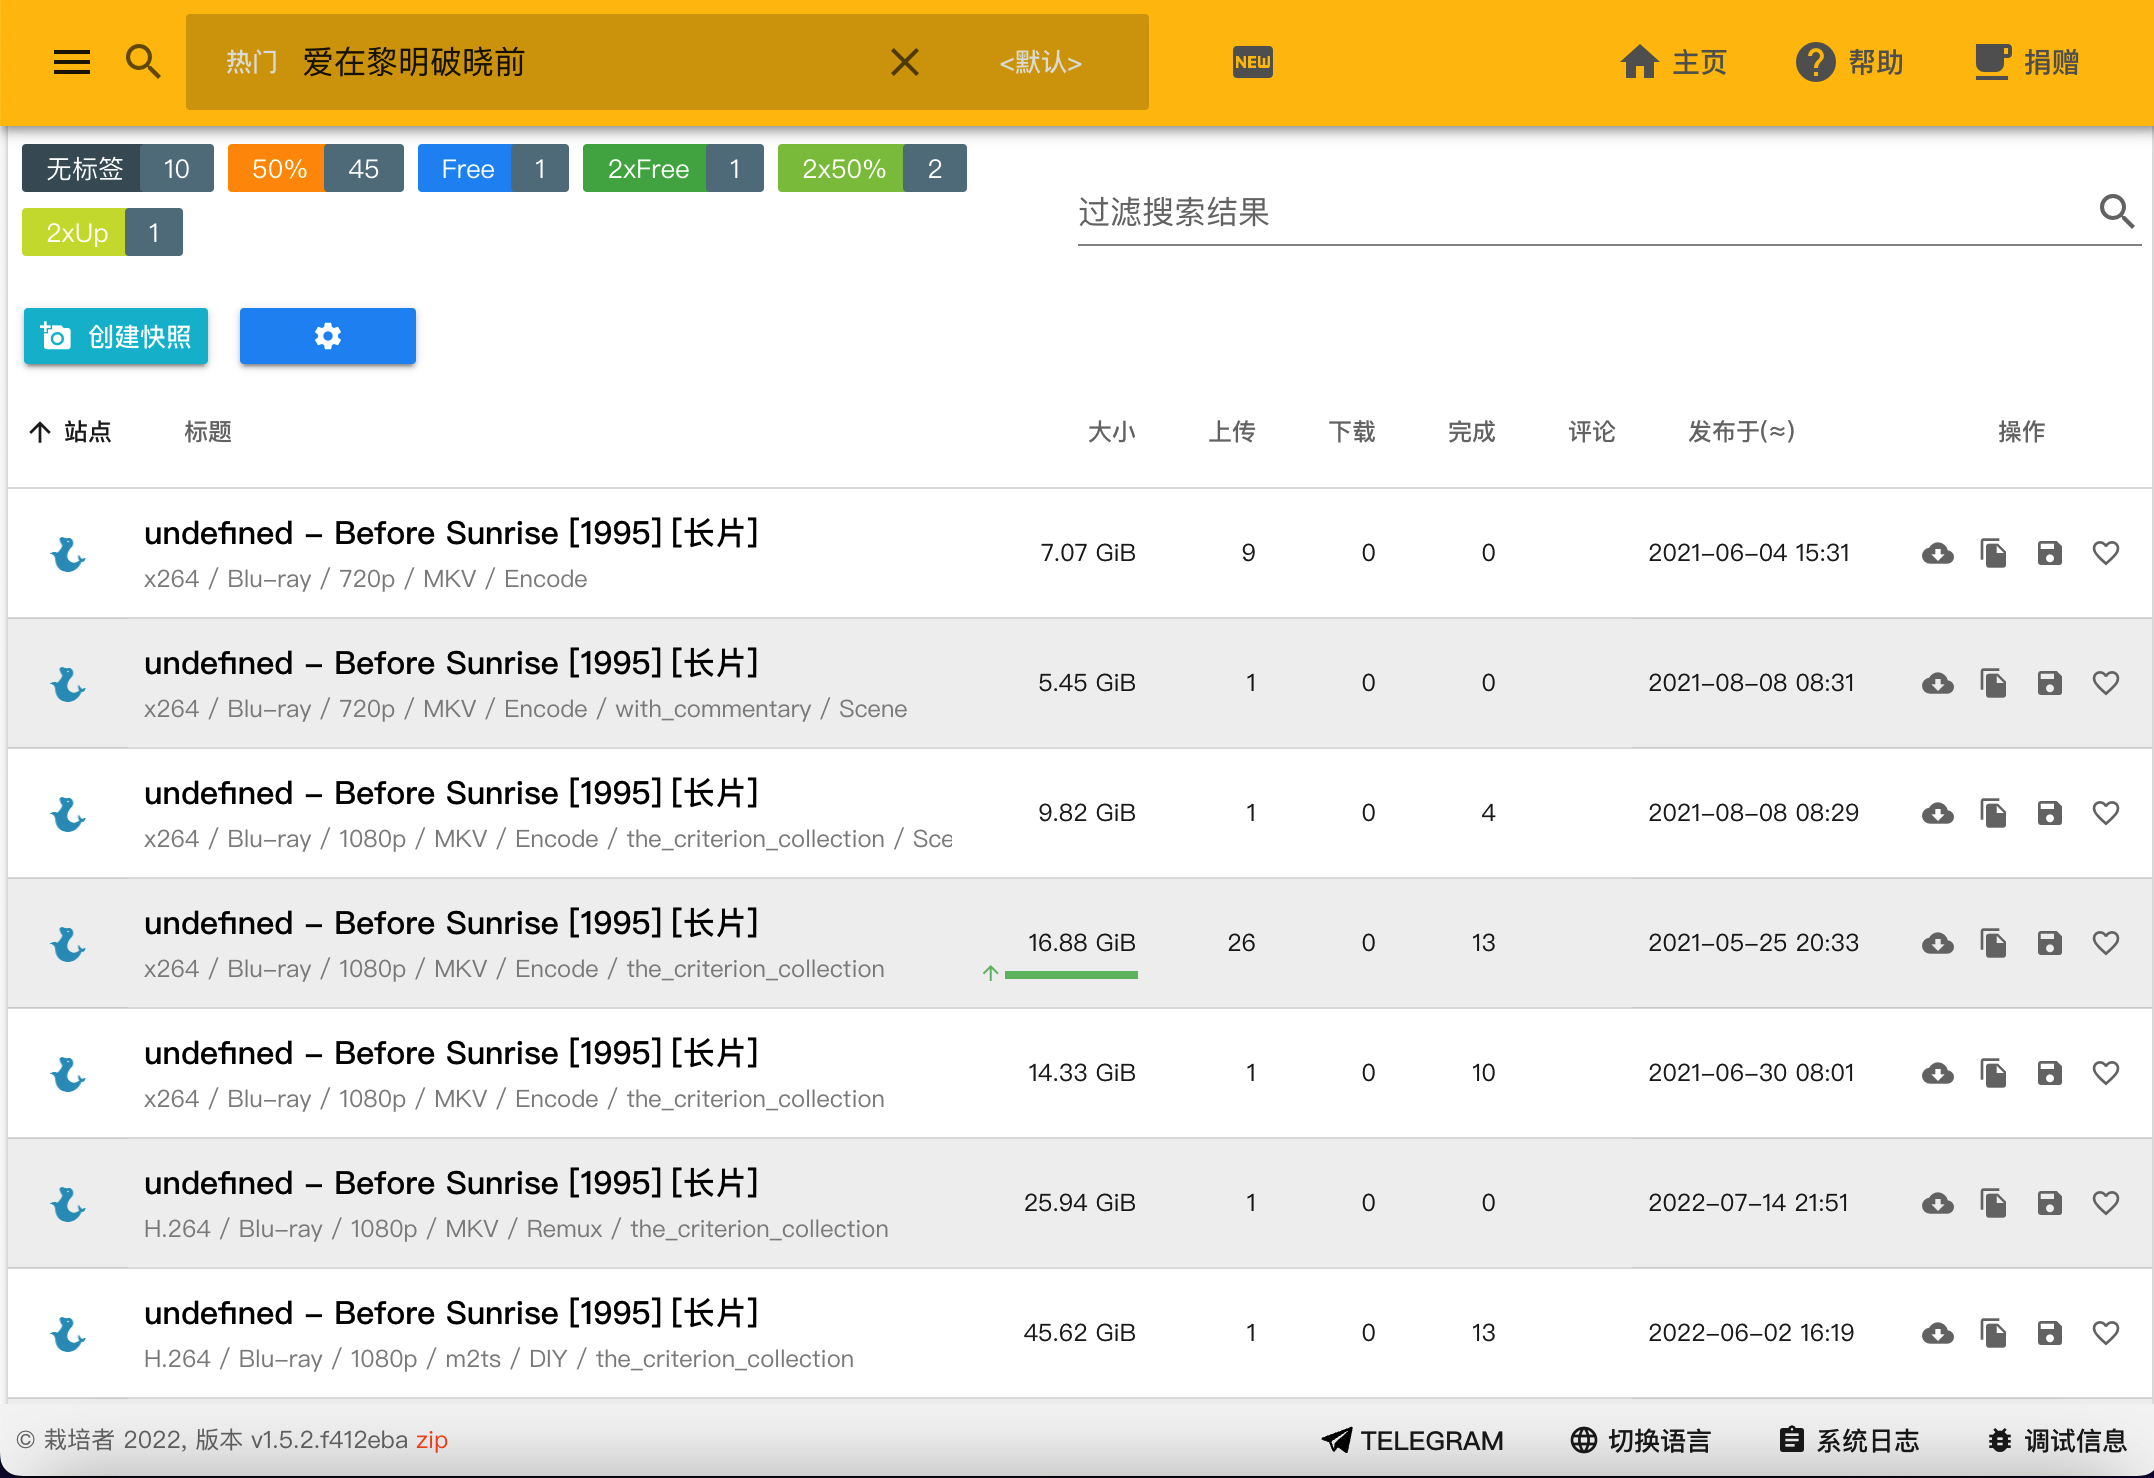 热门 爱在黎明破晓前 <默认> NEW 主页 帮助 捐赠
无标签 10 50% 45 Free 1 2xFree 1 2x50% 2
2xUp 1
过滤搜索结果
创建快照
站点 标题 大小 上传 下载 完成 评论 发布于(≈) 操作
undefined - Before Sunrise [1995] [长片]
x264 / Blu-ray / 720p / MKV / Encode
7.07 GiB 9 0 0 2021-06-04 15:31
undefined - Before Sunrise [1995] [长片]
x264 / Blu-ray / 720p / MKV / Encode / with_commentary / Scene
5.45 GiB 1 0 0 2021-08-08 08:31
undefined - Before Sunrise [1995] [长片]
x264 / Blu-ray / 1080p / MKV / Encode / the_criterion_collection / Sce
9.82 GiB 1 0 4 2021-08-08 08:29
undefined - Before Sunrise [1995] [长片]
x264 / Blu-ray / 1080p / MKV / Encode / the_criterion_collection
16.88 GiB 26 0 13 2021-05-25 20:33
undefined - Before Sunrise [1995] [长片]
x264 / Blu-ray / 1080p / MKV / Encode / the_criterion_collection
14.33 GiB 1 0 10 2021-06-30 08:01
undefined - Before Sunrise [1995] [长片]
H.264 / Blu-ray / 1080p / MKV / Remux / the_criterion_collection
25.94 GiB 1 0 0 2022-07-14 21:51
undefined - Before Sunrise [1995] [长片]
H.264 / Blu-ray / 1080p / m2ts / DIY / the_criterion_collection
45.62 GiB 1 0 13 2022-06-02 16:19
© 栽培者 2022, 版本 v1.5.2.f412eba zip TELEGRAM 切换语言 系统日志 调试信息